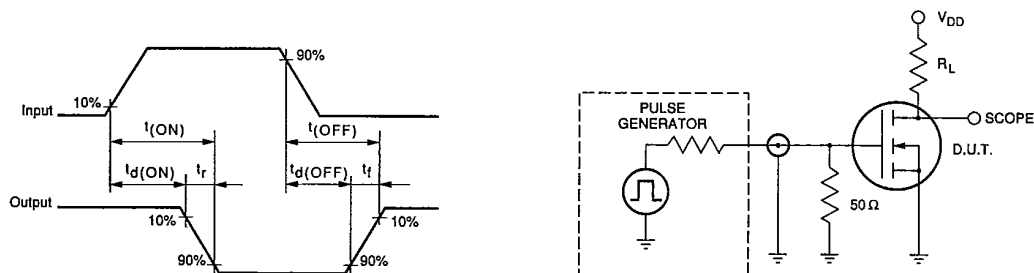 90%
Input
10%
t(ON)
t(OFF)
td(ON)
tr
td(OFF)
tf
Output
10%
10%
90%
90%
PULSE
GENERATOR
VDD
RL
SCOPE
D.U.T.
50Ω